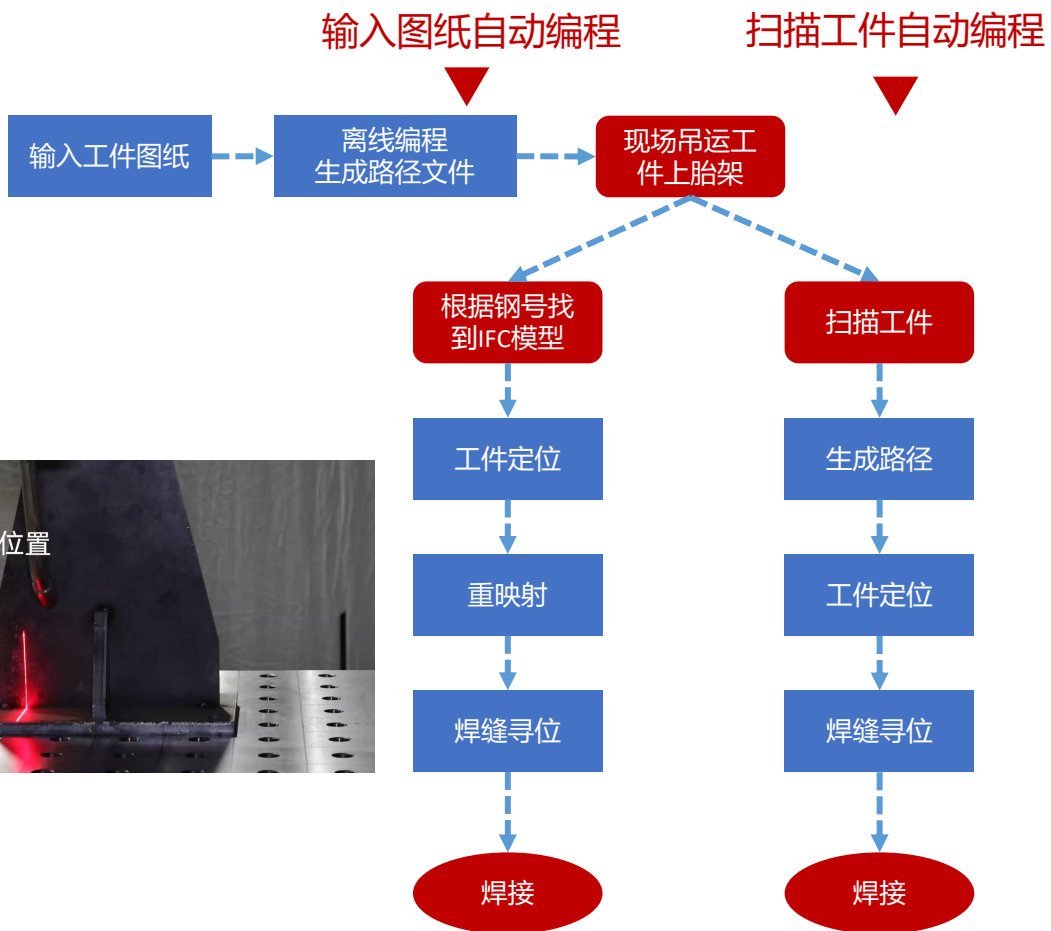 输入图纸自动编程
扫描工件自动编程
输入工件图纸
离线编程
生成路径文件
现场吊运工
件上胎架
根据钢号找
到IFC模型
扫描工件
工件定位
生成路径
位置
重映射
工件定位
焊缝寻位
焊缝寻位
焊接
焊接